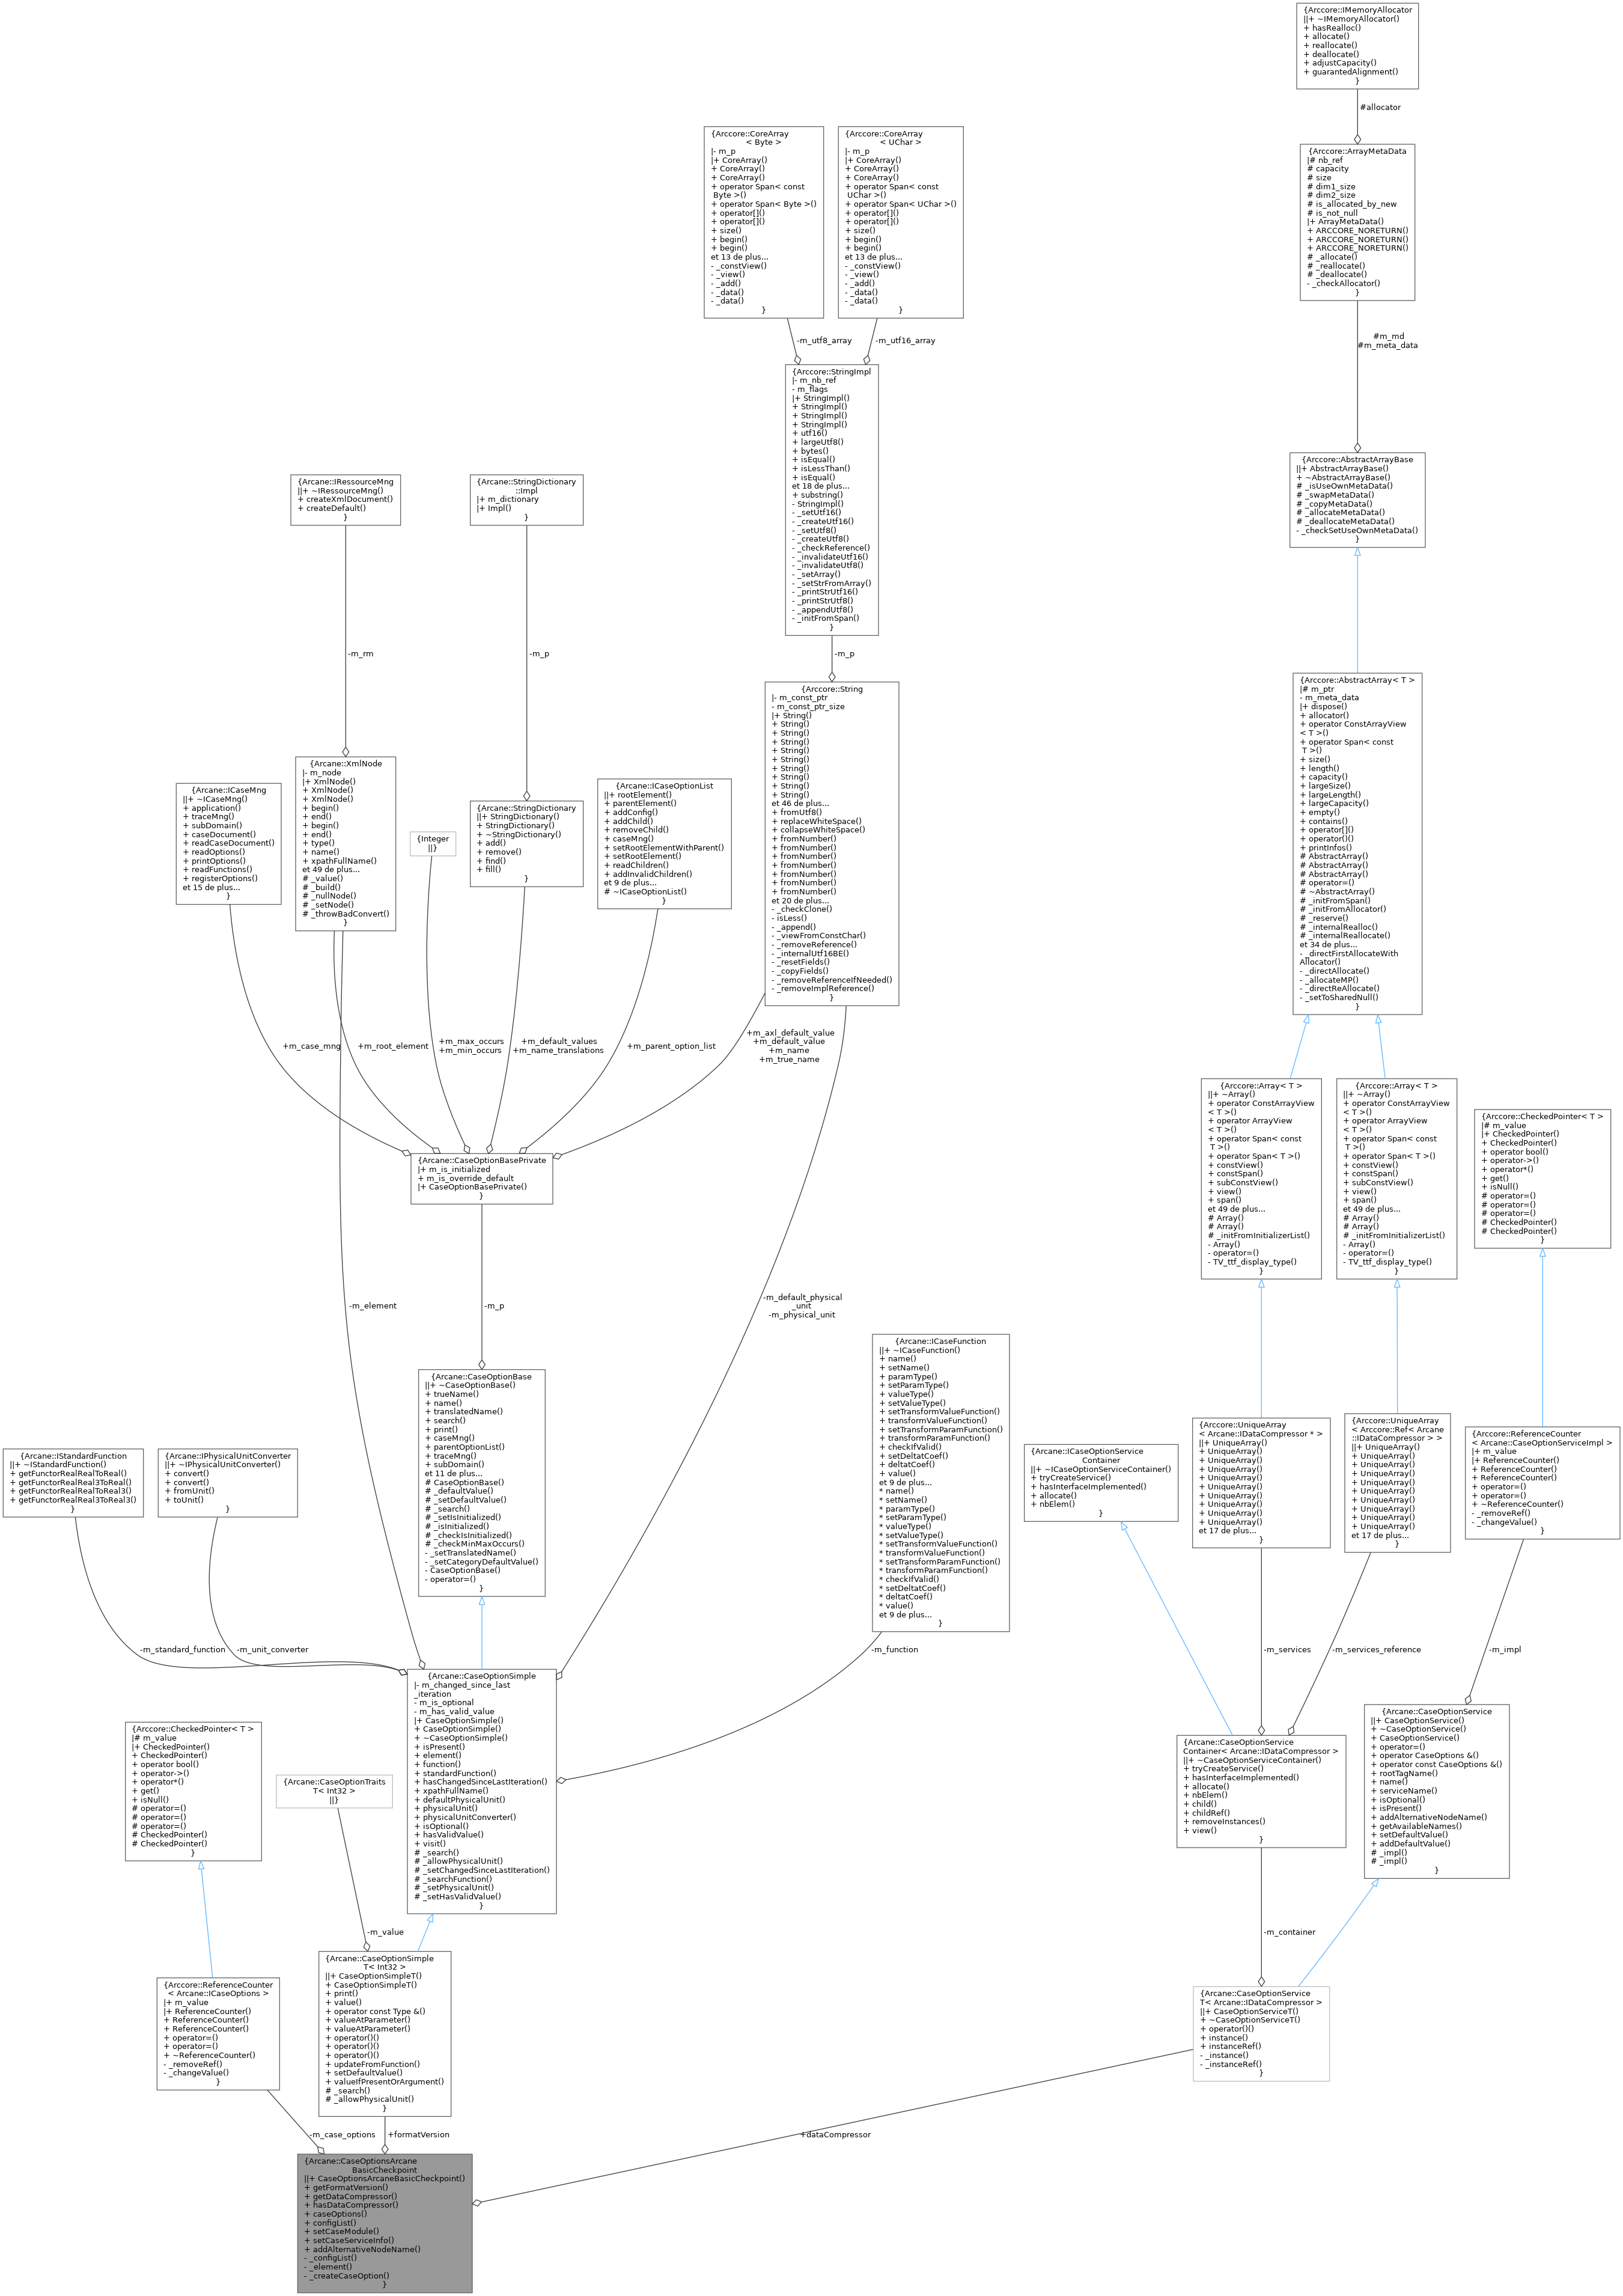 {Arccore::IMemoryAllocator
||+ ~IMemoryAllocator()
+ hasRealloc()
+ allocate()
+ reallocate()
+ deallocate()
+ adjustCapacity()
+ guarantedAlignment()
}
#allocator
{Arccore::CoreArray
< Byte >
|- m_p
|+ CoreArray()
+ CoreArray()
+ CoreArray()
+ operator Span< const
Byte >()
+ operator Span< Byte >()
+ operator[]()
+ operator[]()
+ size()
+ begin()
+ begin()
et 13 de plus...
- _constView()
- _view()
- _add()
- _data()
- _data()
}
{Arccore::CoreArray
< UChar >
|- m_p
|+ CoreArray()
+ CoreArray()
+ CoreArray()
+ operator Span< const
UChar >()
+ operator Span< UChar >()
+ operator[]()
+ operator[]()
+ size()
+ begin()
+ begin()
et 13 de plus...
- _constView()
- _view()
- _add()
- _data()
- _data()
}
{Arccore::ArrayMetaData
|# nb_ref
# capacity
# size
# dim1_size
# dim2_size
# is_allocated_by_new
# is_not_null
|+ ArrayMetaData()
+ ARCCORE_NORETURN()
+ ARCCORE_NORETURN()
+ ARCCORE_NORETURN()
# _allocate()
# _reallocate()
# _deallocate()
- _checkAllocator()
}
-m_utf8_array
-m_utf16_array
#m_md
#m_meta_data
{Arccore::StringImpl
|- m_nb_ref
- m_flags
|+ StringImpl()
+ StringImpl()
+ StringImpl()
+ StringImpl()
+ utf16()
+ largeUtf8()
+ bytes()
+ isEqual()
+ isLessThan()
+ isEqual()
et 18 de plus...
+ substring()
- StringImpl()
- _setUtf16()
- _createUtf16()
- _setUtf8()
- _createUtf8()
- _checkReference()
- _invalidateUtf16()
- _invalidateUtf8()
- _setArray()
- _setStrFromArray()
- _printStrUtf16()
- _printStrUtf8()
- _appendUtf8()
- _initFromSpan()
}
{Arccore::AbstractArrayBase
||+ AbstractArrayBase()
+ ~AbstractArrayBase()
# _isUseOwnMetaData()
# _swapMetaData()
# _copyMetaData()
# _allocateMetaData()
# _deallocateMetaData()
- _checkSetUseOwnMetaData()
}
{Arcane::IRessourceMng
||+ ~IRessourceMng()
+ createXmlDocument()
+ createDefault()
}
{Arcane::StringDictionary
::Impl
|+ m_dictionary
|+ Impl()
}
-m_rm
-m_p
-m_p
{Arccore::String
|- m_const_ptr
- m_const_ptr_size
|+ String()
+ String()
+ String()
+ String()
+ String()
+ String()
+ String()
+ String()
+ String()
+ String()
et 46 de plus...
+ fromUtf8()
+ replaceWhiteSpace()
+ collapseWhiteSpace()
+ fromNumber()
+ fromNumber()
+ fromNumber()
+ fromNumber()
+ fromNumber()
+ fromNumber()
+ fromNumber()
et 20 de plus...
- _checkClone()
- isLess()
- _append()
- _viewFromConstChar()
- _removeReference()
- _internalUtf16BE()
- _resetFields()
- _copyFields()
- _removeReferenceIfNeeded()
- _removeImplReference()
}
{Arccore::AbstractArray< T >
|# m_ptr
- m_meta_data
|+ dispose()
+ allocator()
+ operator ConstArrayView
< T >()
+ operator Span< const
T >()
+ size()
+ length()
+ capacity()
+ largeSize()
+ largeLength()
+ largeCapacity()
+ empty()
+ contains()
+ operator[]()
+ operator()()
+ printInfos()
# AbstractArray()
# AbstractArray()
# AbstractArray()
# operator=()
# ~AbstractArray()
# _initFromSpan()
# _initFromAllocator()
# _reserve()
# _internalRealloc()
# _internalReallocate()
et 34 de plus...
- _directFirstAllocateWith
Allocator()
- _directAllocate()
- _allocateMP()
- _directReAllocate()
- _setToSharedNull()
}
{Arcane::ICaseMng
||+ ~ICaseMng()
+ application()
+ traceMng()
+ subDomain()
+ caseDocument()
+ readCaseDocument()
+ readOptions()
+ printOptions()
+ readFunctions()
+ registerOptions()
et 15 de plus...
}
{Arcane::XmlNode
|- m_node
|+ XmlNode()
+ XmlNode()
+ XmlNode()
+ begin()
+ end()
+ begin()
+ end()
+ type()
+ name()
+ xpathFullName()
et 49 de plus...
# _value()
# _build()
# _nullNode()
# _setNode()
# _throwBadConvert()
}
{Integer
||}
{Arcane::StringDictionary
||+ StringDictionary()
+ StringDictionary()
+ ~StringDictionary()
+ add()
+ remove()
+ find()
+ fill()
}
{Arcane::ICaseOptionList
||+ rootElement()
+ parentElement()
+ addConfig()
+ addChild()
+ removeChild()
+ caseMng()
+ setRootElementWithParent()
+ setRootElement()
+ readChildren()
+ addInvalidChildren()
et 9 de plus...
# ~ICaseOptionList()
}
+m_case_mng
+m_root_element
+m_max_occurs
+m_min_occurs
+m_default_values
+m_name_translations
+m_parent_option_list
+m_axl_default_value
+m_default_value
+m_name
+m_true_name
{Arccore::Array< T >
||+ ~Array()
+ operator ConstArrayView
< T >()
+ operator ArrayView
< T >()
+ operator Span< const
T >()
+ operator Span< T >()
+ constView()
+ constSpan()
+ subConstView()
+ view()
+ span()
et 49 de plus...
# Array()
# Array()
# _initFromInitializerList()
- Array()
- operator=()
- TV_ttf_display_type()
}
{Arccore::Array< T >
||+ ~Array()
+ operator ConstArrayView
< T >()
+ operator ArrayView
< T >()
+ operator Span< const
T >()
+ operator Span< T >()
+ constView()
+ constSpan()
+ subConstView()
+ view()
+ span()
et 49 de plus...
# Array()
# Array()
# _initFromInitializerList()
- Array()
- operator=()
- TV_ttf_display_type()
}
{Arccore::CheckedPointer< T >
|# m_value
|+ CheckedPointer()
+ CheckedPointer()
+ operator bool()
+ operator->()
+ operator*()
+ get()
+ isNull()
# operator=()
# operator=()
# operator=()
# CheckedPointer()
# CheckedPointer()
}
{Arcane::CaseOptionBasePrivate
|+ m_is_initialized
+ m_is_override_default
|+ CaseOptionBasePrivate()
}
-m_element
-m_p
-m_default_physical
_unit
-m_physical_unit
{Arcane::CaseOptionBase
||+ ~CaseOptionBase()
+ trueName()
+ name()
+ translatedName()
+ search()
+ print()
+ caseMng()
+ parentOptionList()
+ traceMng()
+ subDomain()
et 11 de plus...
# CaseOptionBase()
# _defaultValue()
# _setDefaultValue()
# _search()
# _setIsInitialized()
# _isInitialized()
# _checkIsInitialized()
# _checkMinMaxOccurs()
- _setTranslatedName()
- _setCategoryDefaultValue()
- CaseOptionBase()
- operator=()
}
{Arcane::ICaseFunction
||+ ~ICaseFunction()
+ name()
+ setName()
+ paramType()
+ setParamType()
+ valueType()
+ setValueType()
+ setTransformValueFunction()
+ transformValueFunction()
+ setTransformParamFunction()
+ transformParamFunction()
+ checkIfValid()
+ setDeltatCoef()
+ deltatCoef()
+ value()
et 9 de plus...
* name()
* setName()
* paramType()
* setParamType()
* valueType()
* setValueType()
* setTransformValueFunction()
* transformValueFunction()
* setTransformParamFunction()
* transformParamFunction()
* checkIfValid()
* setDeltatCoef()
* deltatCoef()
* value()
et 9 de plus...
}
{Arcane::IStandardFunction
||+ ~IStandardFunction()
+ getFunctorRealRealToReal()
+ getFunctorRealReal3ToReal()
+ getFunctorRealRealToReal3()
+ getFunctorRealReal3ToReal3()
}
{Arcane::IPhysicalUnitConverter
||+ ~IPhysicalUnitConverter()
+ convert()
+ convert()
+ fromUnit()
+ toUnit()
}
{Arcane::ICaseOptionService
Container
||+ ~ICaseOptionServiceContainer()
+ tryCreateService()
+ hasInterfaceImplemented()
+ allocate()
+ nbElem()
}
{Arccore::UniqueArray
< Arcane::IDataCompressor * >
||+ UniqueArray()
+ UniqueArray()
+ UniqueArray()
+ UniqueArray()
+ UniqueArray()
+ UniqueArray()
+ UniqueArray()
+ UniqueArray()
+ UniqueArray()
+ UniqueArray()
et 17 de plus...
}
{Arccore::UniqueArray
< Arccore::Ref< Arcane
::IDataCompressor > >
||+ UniqueArray()
+ UniqueArray()
+ UniqueArray()
+ UniqueArray()
+ UniqueArray()
+ UniqueArray()
+ UniqueArray()
+ UniqueArray()
+ UniqueArray()
+ UniqueArray()
et 17 de plus...
}
{Arccore::ReferenceCounter
< Arcane::CaseOptionServiceImpl >
|+ m_value
|+ ReferenceCounter()
+ ReferenceCounter()
+ ReferenceCounter()
+ operator=()
+ operator=()
+ ~ReferenceCounter()
- _removeRef()
- _changeValue()
}
-m_standard_function
-m_unit_converter
-m_function
-m_services
-m_services_reference
-m_impl
{Arcane::CaseOptionSimple
|- m_changed_since_last
_iteration
- m_is_optional
- m_has_valid_value
|+ CaseOptionSimple()
+ CaseOptionSimple()
+ ~CaseOptionSimple()
+ isPresent()
+ element()
+ function()
+ standardFunction()
+ hasChangedSinceLastIteration()
+ xpathFullName()
+ defaultPhysicalUnit()
+ physicalUnit()
+ physicalUnitConverter()
+ isOptional()
+ hasValidValue()
+ visit()
# _search()
# _allowPhysicalUnit()
# _setChangedSinceLastIteration()
# _searchFunction()
# _setPhysicalUnit()
# _setHasValidValue()
}
{Arccore::CheckedPointer< T >
|# m_value
|+ CheckedPointer()
+ CheckedPointer()
+ operator bool()
+ operator->()
+ operator*()
+ get()
+ isNull()
# operator=()
# operator=()
# operator=()
# CheckedPointer()
# CheckedPointer()
}
{Arcane::CaseOptionTraits
T< Int32 >
||}
{Arcane::CaseOptionService
Container< Arcane::IDataCompressor >
||+ ~CaseOptionServiceContainer()
+ tryCreateService()
+ hasInterfaceImplemented()
+ allocate()
+ nbElem()
+ child()
+ childRef()
+ removeInstances()
+ view()
}
{Arcane::CaseOptionService
||+ CaseOptionService()
+ ~CaseOptionService()
+ CaseOptionService()
+ operator=()
+ operator CaseOptions &()
+ operator const CaseOptions &()
+ rootTagName()
+ name()
+ serviceName()
+ isOptional()
+ isPresent()
+ addAlternativeNodeName()
+ getAvailableNames()
+ setDefaultValue()
+ addDefaultValue()
# _impl()
# _impl()
}
-m_value
-m_container
{Arccore::ReferenceCounter
< Arcane::ICaseOptions >
|+ m_value
|+ ReferenceCounter()
+ ReferenceCounter()
+ ReferenceCounter()
+ operator=()
+ operator=()
+ ~ReferenceCounter()
- _removeRef()
- _changeValue()
}
{Arcane::CaseOptionSimple
T< Int32 >
||+ CaseOptionSimpleT()
+ CaseOptionSimpleT()
+ print()
+ value()
+ operator const Type &()
+ valueAtParameter()
+ valueAtParameter()
+ operator()()
+ operator()()
+ operator()()
+ updateFromFunction()
+ setDefaultValue()
+ valueIfPresentOrArgument()
# _search()
# _allowPhysicalUnit()
}
{Arcane::CaseOptionService
T< Arcane::IDataCompressor >
||+ CaseOptionServiceT()
+ ~CaseOptionServiceT()
+ operator()()
+ instance()
+ instanceRef()
- _instance()
- _instanceRef()
}
-m_case_options
+formatVersion
+dataCompressor
{Arcane::CaseOptionsArcane
BasicCheckpoint
||+ CaseOptionsArcaneBasicCheckpoint()
+ getFormatVersion()
+ getDataCompressor()
+ hasDataCompressor()
+ caseOptions()
+ configList()
+ setCaseModule()
+ setCaseServiceInfo()
+ addAlternativeNodeName()
- _configList()
- _element()
- _createCaseOption()
}